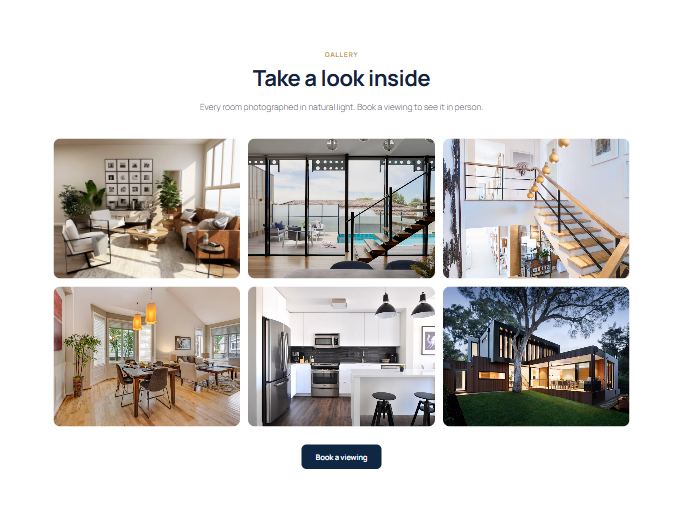 GALLERY
Take a look inside
Every room photographed in natural light. Book a viewing to see it in person.
Book a viewing